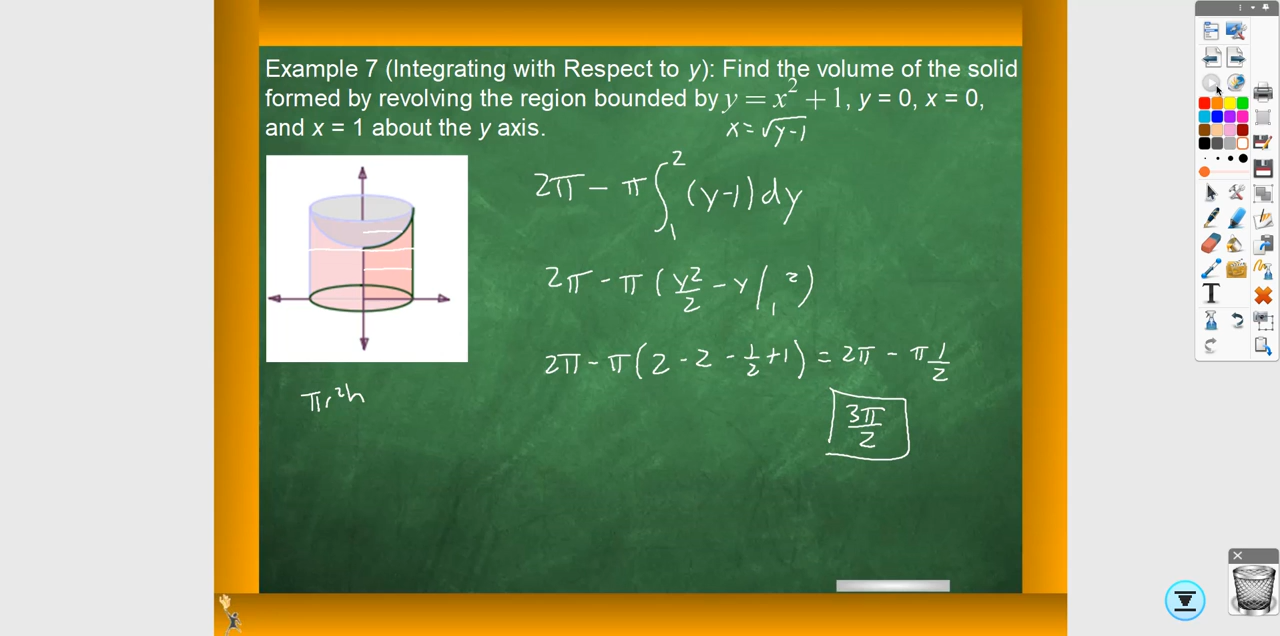 Example 7 (Integrating with Respect to y): Find the volume of the solid
formed by revolving the region bounded by y = x² + 1, y = 0, x = 0,
and x = 1 about the y axis.
x = √(y-1)
2π - π ∫₁² (y-1) dy
2π - π (y²/2 - y |₁²)
2π - π (2 - 2 - 1/2 + 1) = 2π - π 1/2
πr²h
3π/2
T